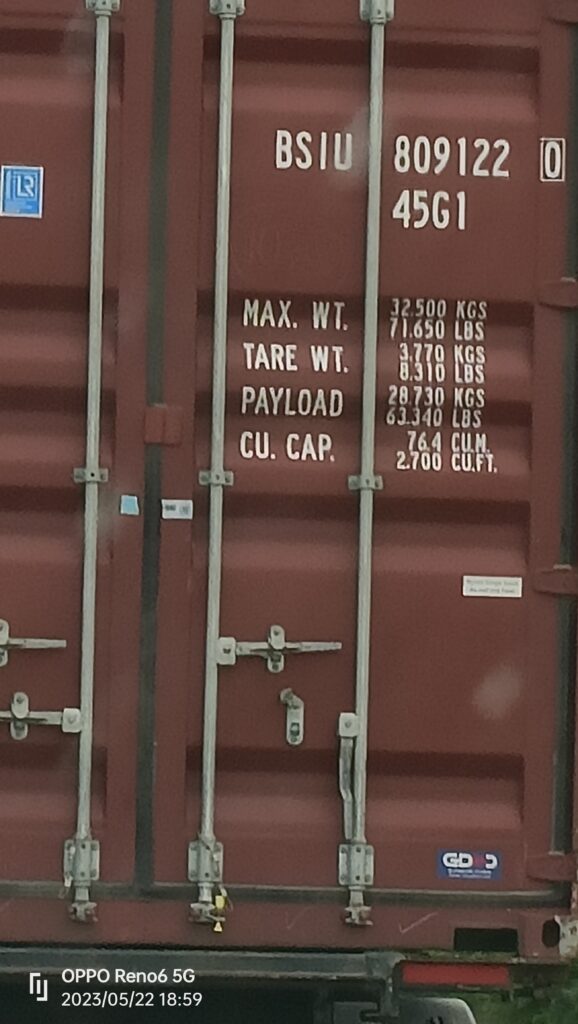 BSIU 809122 0
45G1
LR
MAX. WT. 32.500 KGS
71.650 LBS
TARE WT. 3.770 KGS
8.310 LBS
PAYLOAD 28.730 KGS
63.340 LBS
CU. CAP. 76.4 CU.M.
2.700 CU.FT.
OPPO Reno6 5G
2023/05/22 18:59